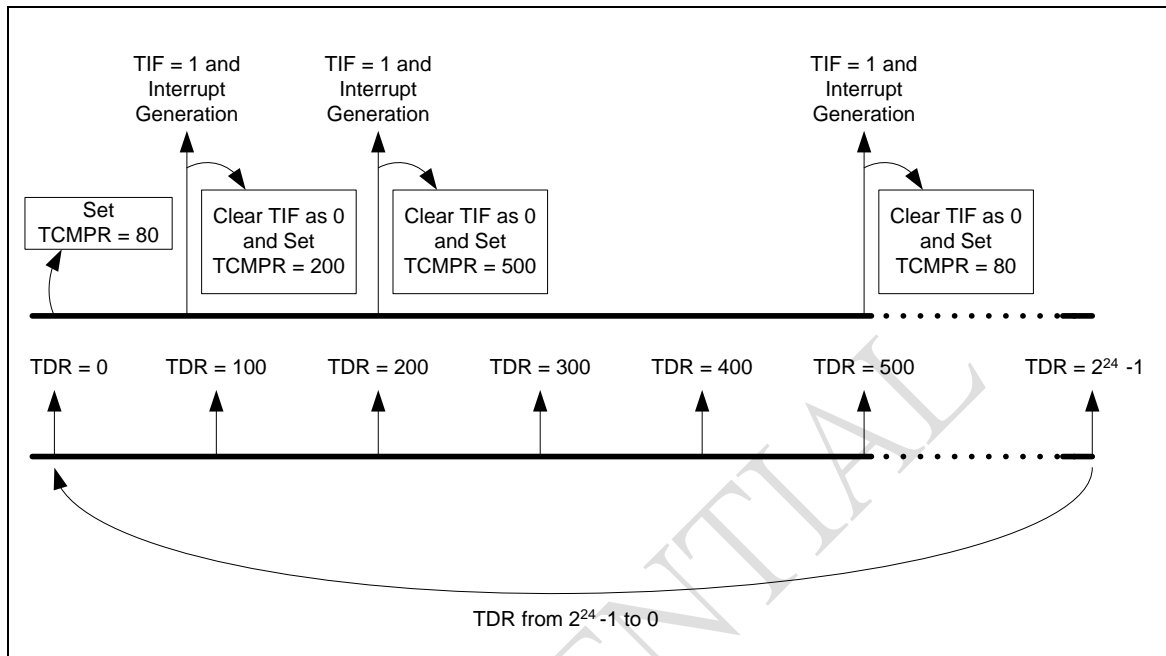 TIF = 1 and
Interrupt
Generation
TIF = 1 and
Interrupt
Generation
TIF = 1 and
Interrupt
Generation
Set
TCMPR = 80
Clear TIF as 0
and Set
TCMPR = 200
Clear TIF as 0
and Set
TCMPR = 500
Clear TIF as 0
and Set
TCMPR = 80
TDR = 0
TDR = 100
TDR = 200
TDR = 300
TDR = 400
TDR = 500
TDR = 2²⁴ -1
TDR from 2²⁴ -1 to 0
ENTIAL